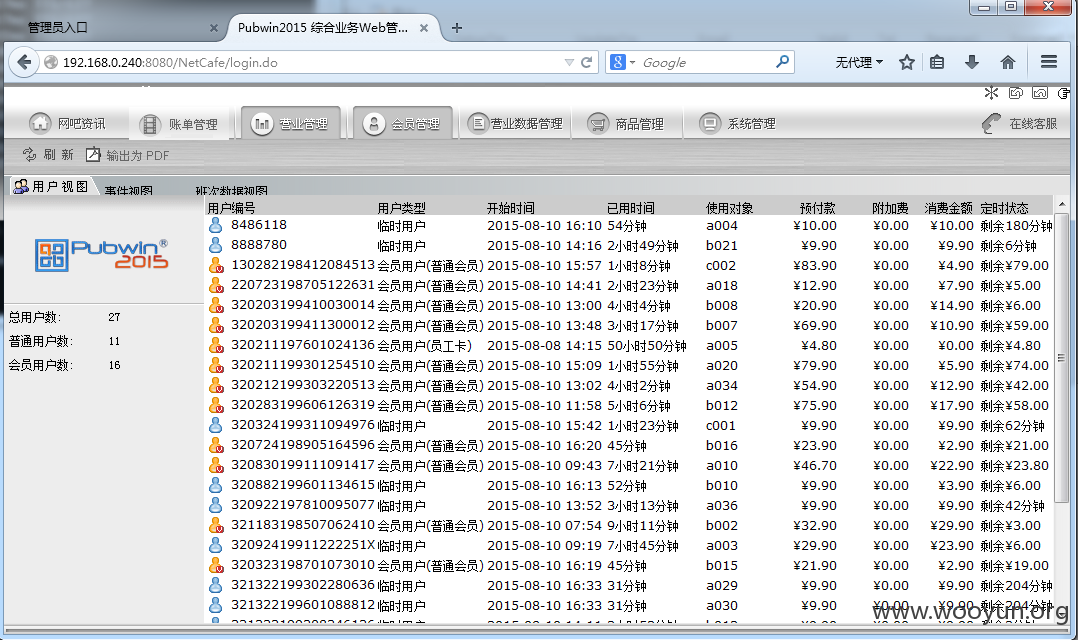 管理员入口
Pubwin2015 综合业务Web管...
192.168.0.240:8080/NetCafe/login.do
Google
无代理
网吧资讯 账单管理 营业管理 会员管理 营业数据管理 商品管理 系统管理 在线客服
刷 新 输出为 PDF
用户视图 事件视图 班次数据视图
Pubwin® 2015
总用户数: 27
普通用户数: 11
会员用户数: 16
用户编号 用户类型 开始时间 已用时间 使用对象 预付款 附加费 消费金额 定时状态
8486118 临时用户 2015-08-10 16:10 54分钟 a004 ¥10.00 ¥0.00 ¥10.00 剩余180分钟
8888780 临时用户 2015-08-10 14:16 2小时49分钟 b021 ¥9.90 ¥0.00 ¥9.90 剩余6分钟
130282198412084513 会员用户(普通会员) 2015-08-10 15:57 1小时8分钟 c002 ¥83.90 ¥0.00 ¥4.90 剩余¥79.00
220723198705122631 会员用户(普通会员) 2015-08-10 14:41 2小时23分钟 a018 ¥12.90 ¥0.00 ¥7.90 剩余¥5.00
320203199410030014 会员用户(普通会员) 2015-08-10 13:00 4小时4分钟 b008 ¥20.90 ¥0.00 ¥14.90 剩余¥6.00
320203199411300012 会员用户(普通会员) 2015-08-10 13:48 3小时17分钟 b007 ¥69.90 ¥0.00 ¥10.90 剩余¥59.00
320211197601024136 会员用户(员工卡) 2015-08-08 14:15 50小时50分钟 a005 ¥4.80 ¥0.00 ¥0.00 剩余¥4.80
320211199301254510 会员用户(普通会员) 2015-08-10 15:09 1小时55分钟 a020 ¥79.90 ¥0.00 ¥5.90 剩余¥74.00
320212199303220513 会员用户(普通会员) 2015-08-10 13:02 4小时2分钟 a034 ¥54.90 ¥0.00 ¥12.90 剩余¥42.00
320283199606126319 会员用户(普通会员) 2015-08-10 11:58 5小时6分钟 b012 ¥75.90 ¥0.00 ¥17.90 剩余¥58.00
320324199311094976 临时用户 2015-08-10 15:42 1小时23分钟 c001 ¥9.90 ¥0.00 ¥9.90 剩余62分钟
320724198905164596 会员用户(普通会员) 2015-08-10 16:20 45分钟 b016 ¥23.90 ¥0.00 ¥2.90 剩余¥21.00
320830199111091417 会员用户(普通会员) 2015-08-10 09:43 7小时21分钟 a010 ¥46.70 ¥0.00 ¥22.90 剩余¥23.80
320882199601134615 临时用户 2015-08-10 16:13 52分钟 b010 ¥9.90 ¥0.00 ¥3.90 剩余¥6.00
320922197810095077 临时用户 2015-08-10 13:52 3小时13分钟 a036 ¥9.90 ¥0.00 ¥9.90 剩余42分钟
321183198507062410 会员用户(普通会员) 2015-08-10 07:54 9小时11分钟 b002 ¥32.90 ¥0.00 ¥29.90 剩余¥3.00
32092419911222251X 临时用户 2015-08-10 09:19 7小时45分钟 a003 ¥29.90 ¥0.00 ¥23.90 剩余¥6.00
320323198701073010 会员用户(普通会员) 2015-08-10 16:19 45分钟 b015 ¥21.90 ¥0.00 ¥2.90 剩余¥19.00
321322199302280636 临时用户 2015-08-10 16:33 31分钟 a029 ¥9.90 ¥0.00 ¥9.90 剩余204分钟
321322199601088812 临时用户 2015-08-10 16:33 31分钟 a030 ¥9.90 ¥0.00 ¥9.90 剩余204分钟
www.wooyun.org